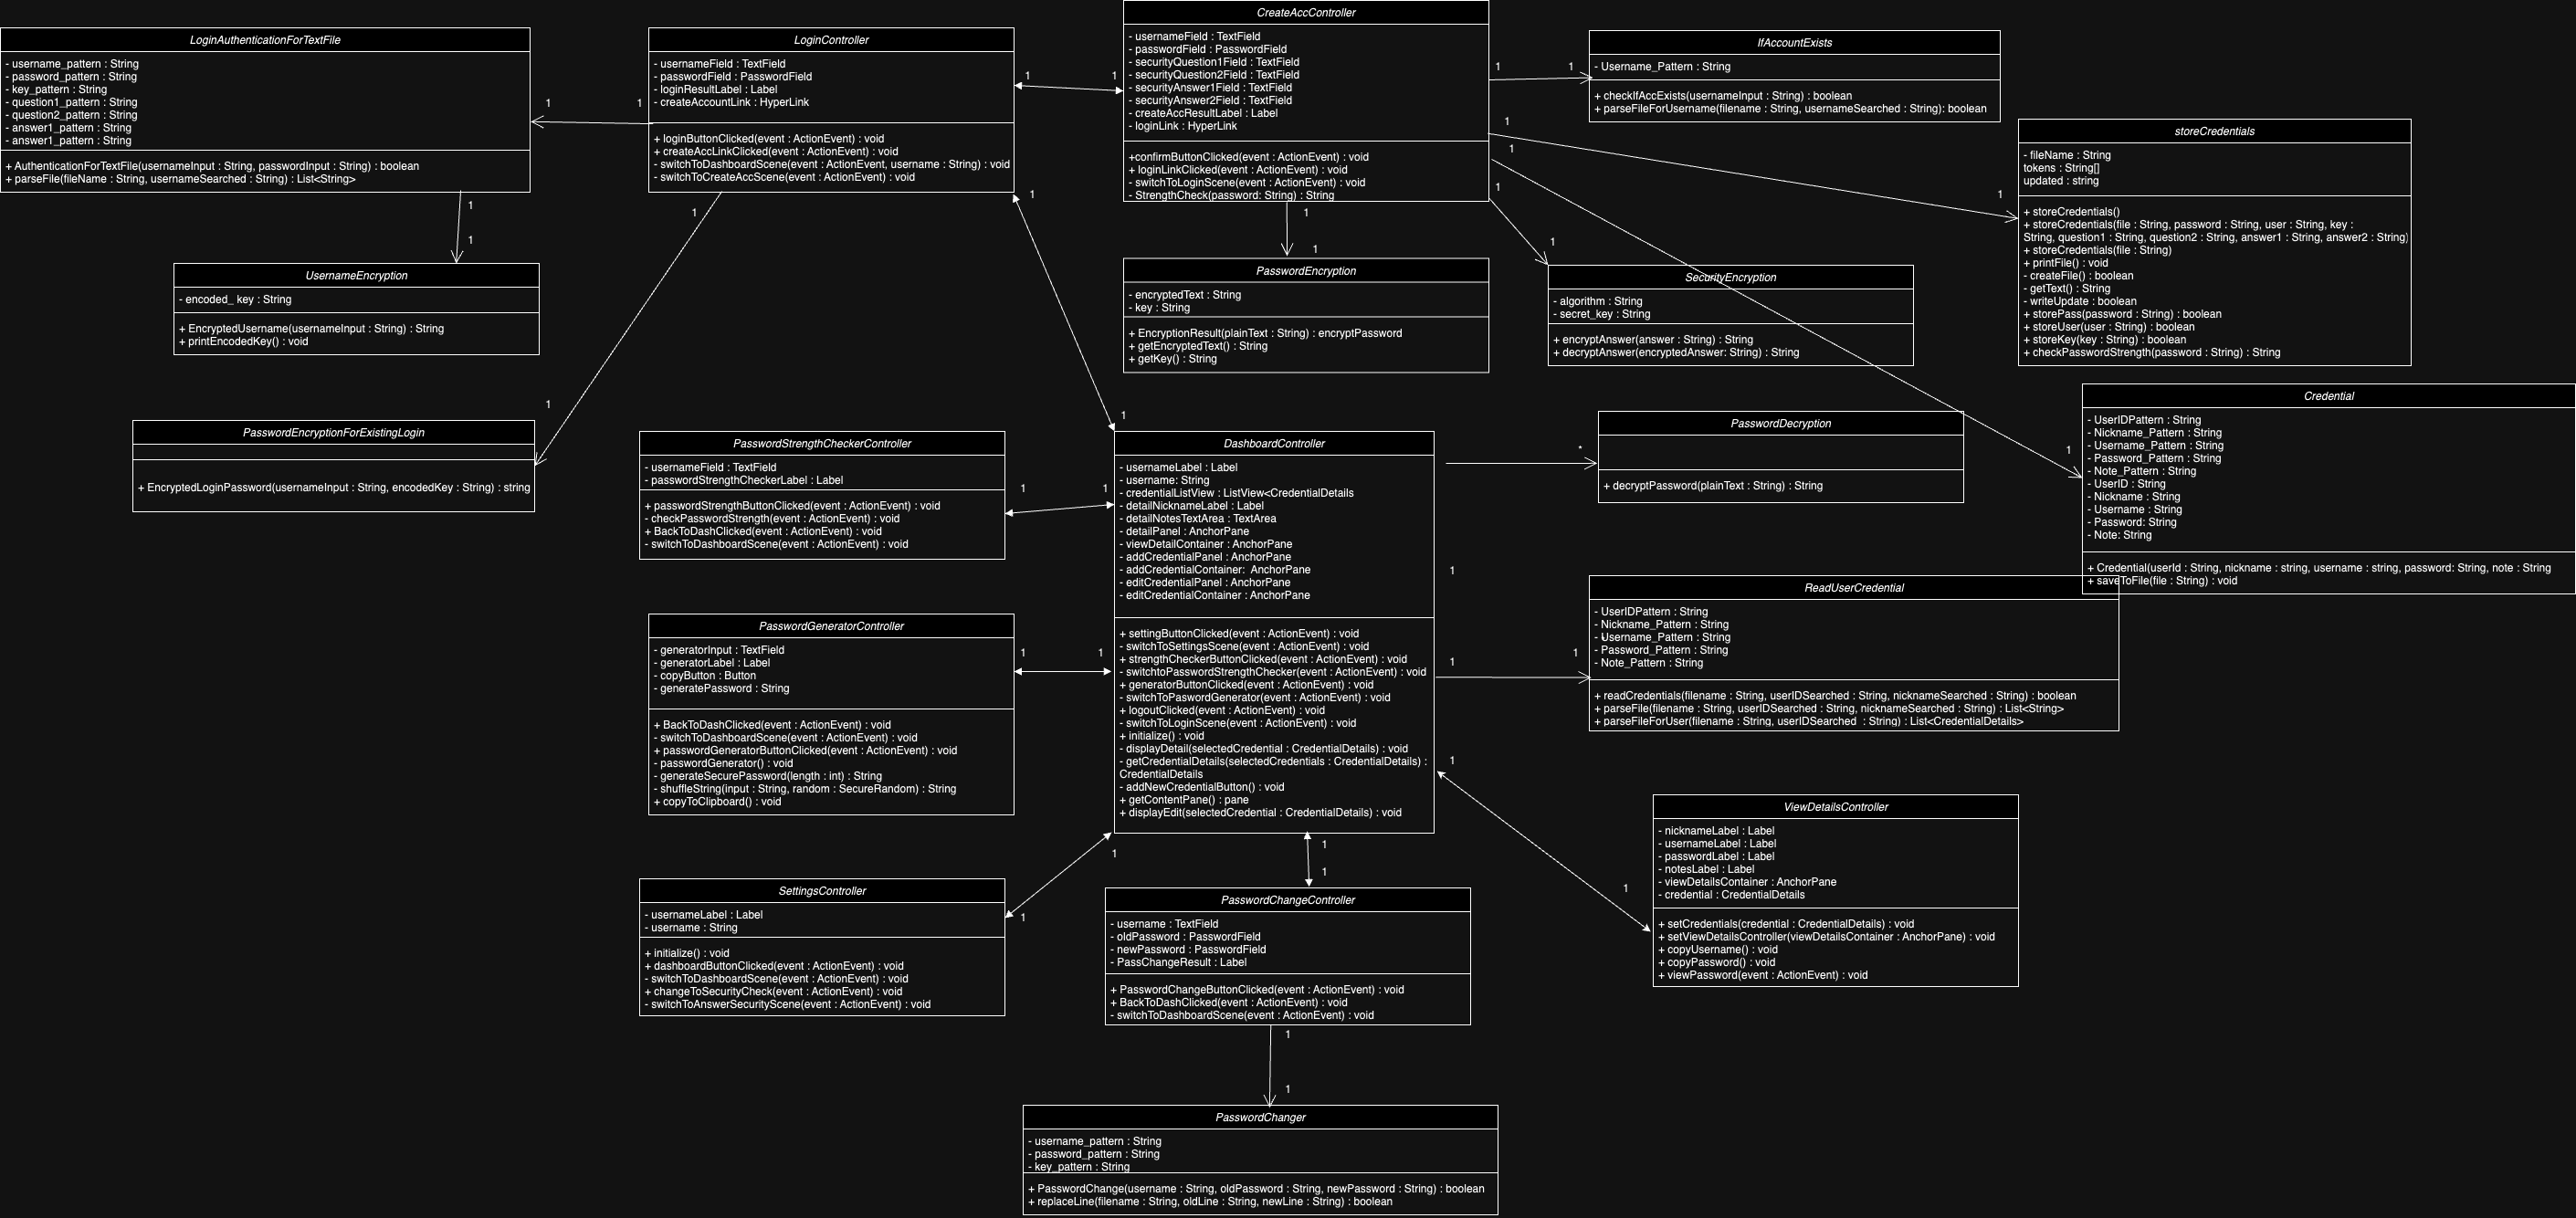 LoginAuthenticationForTextFile
- username_pattern : String
- password_pattern : String
- key_pattern : String
- question1_pattern : String
- question2_pattern : String
- answer1_pattern : String
- answer1_pattern : String
+ AuthenticationForTextFile(usernameInput : String, passwordInput : String) : boolean
+ parseFile(fileName : String, usernameSearched : String) : List<String>
1
1
LoginController
- usernameField : TextField
- passwordField : PasswordField
- loginResultLabel : Label
- createAccountLink : HyperLink
+ loginButtonClicked(event : ActionEvent) : void
+ createAccLinkClicked(event : ActionEvent) : void
- switchToDashboardScene(event : ActionEvent, username : String) : void
- switchToCreateAccScene(event : ActionEvent) : void
1
1
CreateAccController
- usernameField : TextField
- passwordField : PasswordField
- securityQuestion1Field : TextField
- securityQuestion2Field : TextField
- securityAnswer1Field : TextField
- securityAnswer2Field : TextField
- createAccResultLabel : Label
- loginLink : HyperLink
+confirmButtonClicked(event : ActionEvent) : void
+ loginLinkClicked(event : ActionEvent) : void
- switchToLoginScene(event : ActionEvent) : void
- StrengthCheck(password: String) : String
1
1
1
1
1
IfAccountExists
- Username_Pattern : String
+ checkIfAccExists(usernameInput : String) : boolean
+ parseFileForUsername(filename : String, usernameSearched : String): boolean
storeCredentials
- fileName : String
tokens : String[]
updated : string
+ storeCredentials()
+ storeCredentials(file : String, password : String, user : String, key :
String, question1 : String, question2 : String, answer1 : String, answer2 : String)
+ storeCredentials(file : String)
+ printFile() : void
- createFile() : boolean
- getText() : String
- writeUpdate : boolean
+ storePass(password : String) : boolean
+ storeUser(user : String) : boolean
+ storeKey(key : String) : boolean
+ checkPasswordStrength(password : String) : String
1
1
1
1
1
1
1
1
1
UsernameEncryption
- encoded_ key : String
+ EncryptedUsername(usernameInput : String) : String
+ printEncodedKey() : void
PasswordEncryption
- encryptedText : String
- key : String
+ EncryptionResult(plainText : String) : encryptPassword
+ getEncryptedText() : String
+ getKey() : String
SecurityEncryption
- algorithm : String
- secret_key : String
+ encryptAnswer(answer : String) : String
+ decryptAnswer(encryptedAnswer: String) : String
1
1
PasswordEncryptionForExistingLogin
+ EncryptedLoginPassword(usernameInput : String, encodedKey : String) : string
PasswordStrengthCheckerController
- usernameField : TextField
- passwordStrengthCheckerLabel : Label
+ passwordStrengthButtonClicked(event : ActionEvent) : void
- checkPasswordStrength(event : ActionEvent) : void
+ BackToDashClicked(event : ActionEvent) : void
- switchToDashboardScene(event : ActionEvent) : void
1
1
DashboardController
- usernameLabel : Label
- username: String
- credentialListView : ListView<CredentialDetails
- detailNicknameLabel : Label
- detailNotesTextArea : TextArea
- detailPanel : AnchorPane
- viewDetailContainer : AnchorPane
- addCredentialPanel : AnchorPane
- addCredentialContainer:  AnchorPane
- editCredentialPanel : AnchorPane
- editCredentialContainer : AnchorPane
+ settingButtonClicked(event : ActionEvent) : void
- switchToSettingsScene(event : ActionEvent) : void
+ strengthCheckerButtonClicked(event : ActionEvent) : void
- switchtoPasswordStrengthChecker(event : ActionEvent) : void
+ generatorButtonClicked(event : ActionEvent) : void
- switchToPaswordGenerator(event : ActionEvent) : void
+ logoutClicked(event : ActionEvent) : void
- switchToLoginScene(event : ActionEvent) : void
+ initialize() : void
- displayDetail(selectedCredential : CredentialDetails) : void
- getCredentialDetails(selectedCredentials : CredentialDetails) :
CredentialDetails
- addNewCredentialButton() : void
+ getContentPane() : pane
+ displayEdit(selectedCredential : CredentialDetails) : void
*
PasswordDecryption
+ decryptPassword(plainText : String) : String
1
Credential
- UserIDPattern : String
- Nickname_Pattern : String
- Username_Pattern : String
- Password_Pattern : String
- Note_Pattern : String
- UserID : String
- Nickname : String
- Username : String
- Password: String
- Note: String
+ Credential(userId : String, nickname : string, username : string, password: String, note : String
+ saveToFile(file : String) : void
1
1
1
ReadUserCredential
- UserIDPattern : String
- Nickname_Pattern : String
- Username_Pattern : String
- Password_Pattern : String
- Note_Pattern : String
+ readCredentials(filename : String, userIDSearched : String, nicknameSearched : String) : boolean
+ parseFile(filename : String, userIDSearched : String, nicknameSearched : String) : List<String>
+ parseFileForUser(filename : String, userIDSearched  : String) : List<CredentialDetails>
PasswordGeneratorController
- generatorInput : TextField
- generatorLabel : Label
- copyButton : Button
- generatePassword : String
+ BackToDashClicked(event : ActionEvent) : void
- switchToDashboardScene(event : ActionEvent) : void
+ passwordGeneratorButtonClicked(event : ActionEvent) : void
- passwordGenerator() : void
- generateSecurePassword(length : int) : String
- shuffleString(input : String, random : SecureRandom) : String
+ copyToClipboard() : void
1
1
1
1
ViewDetailsController
- nicknameLabel : Label
- usernameLabel : Label
- passwordLabel : Label
- notesLabel : Label
- viewDetailsContainer : AnchorPane
- credential : CredentialDetails
+ setCredentials(credential : CredentialDetails) : void
+ setViewDetailsController(viewDetailsContainer : AnchorPane) : void
+ copyUsername() : void
+ copyPassword() : void
+ viewPassword(event : ActionEvent) : void
1
1
SettingsController
- usernameLabel : Label
- username : String
+ initialize() : void
+ dashboardButtonClicked(event : ActionEvent) : void
- switchToDashboardScene(event : ActionEvent) : void
+ changeToSecurityCheck(event : ActionEvent) : void
- switchToAnswerSecurityScene(event : ActionEvent) : void
1
1
PasswordChangeController
- username : TextField
- oldPassword : PasswordField
- newPassword : PasswordField
- PassChangeResult : Label
+ PasswordChangeButtonClicked(event : ActionEvent) : void
+ BackToDashClicked(event : ActionEvent) : void
- switchToDashboardScene(event : ActionEvent) : void
1
1
PasswordChanger
- username_pattern : String
- password_pattern : String
- key_pattern : String
+ PasswordChange(username : String, oldPassword : String, newPassword : String) : boolean
+ replaceLine(filename : String, oldLine : String, newLine : String) : boolean